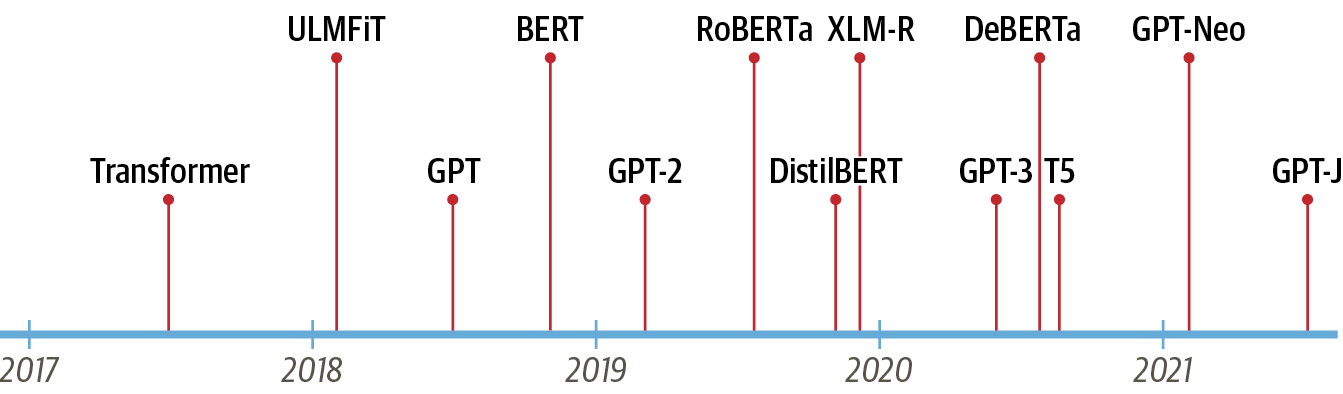 ULMFiT BERT RoBERTa XLM-R DeBERTa GPT-Neo
Transformer GPT GPT-2 DistilBERT GPT-3 T5 GPT-J
2017 2018 2019 2020 2021